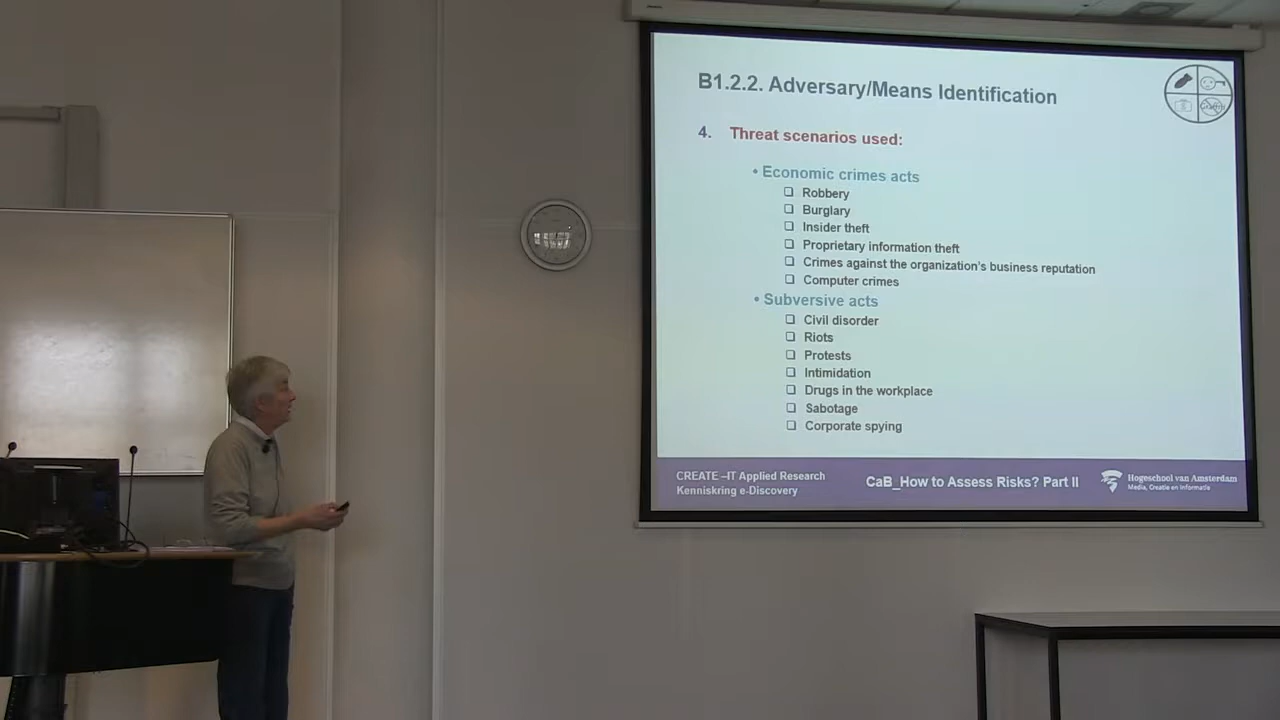 B1.2.2. Adversary/Means Identification
4. Threat scenarios used:
• Economic crimes acts
❑ Robbery
❑ Burglary
❑ Insider theft
❑ Proprietary information theft
❑ Crimes against the organization's business reputation
❑ Computer crimes
• Subversive acts
❑ Civil disorder
❑ Riots
❑ Protests
❑ Intimidation
❑ Drugs in the workplace
❑ Sabotage
❑ Corporate spying
CREATE –IT Applied Research
Kenniskring e-Discovery
CaB_How to Assess Risks? Part II
Hogeschool van Amsterdam
Media, Creatie en Informatie